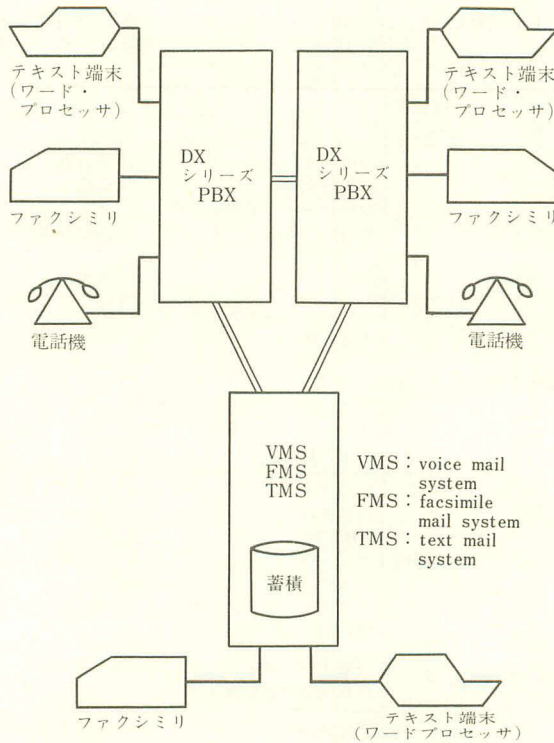 テキスト端末
(ワード・
プロセッサ)
ファクシミリ
電話機
DX
シリーズ
PBX
DX
シリーズ
PBX
テキスト端末
(ワード・
プロセッサ)
ファクシミリ
電話機
VMS
FMS
TMS
蓄積
VMS：voice mail
system
FMS：facsimile
mail system
TMS：text mail
system
ファクシミリ
テキスト端末
(ワードプロセッサ)